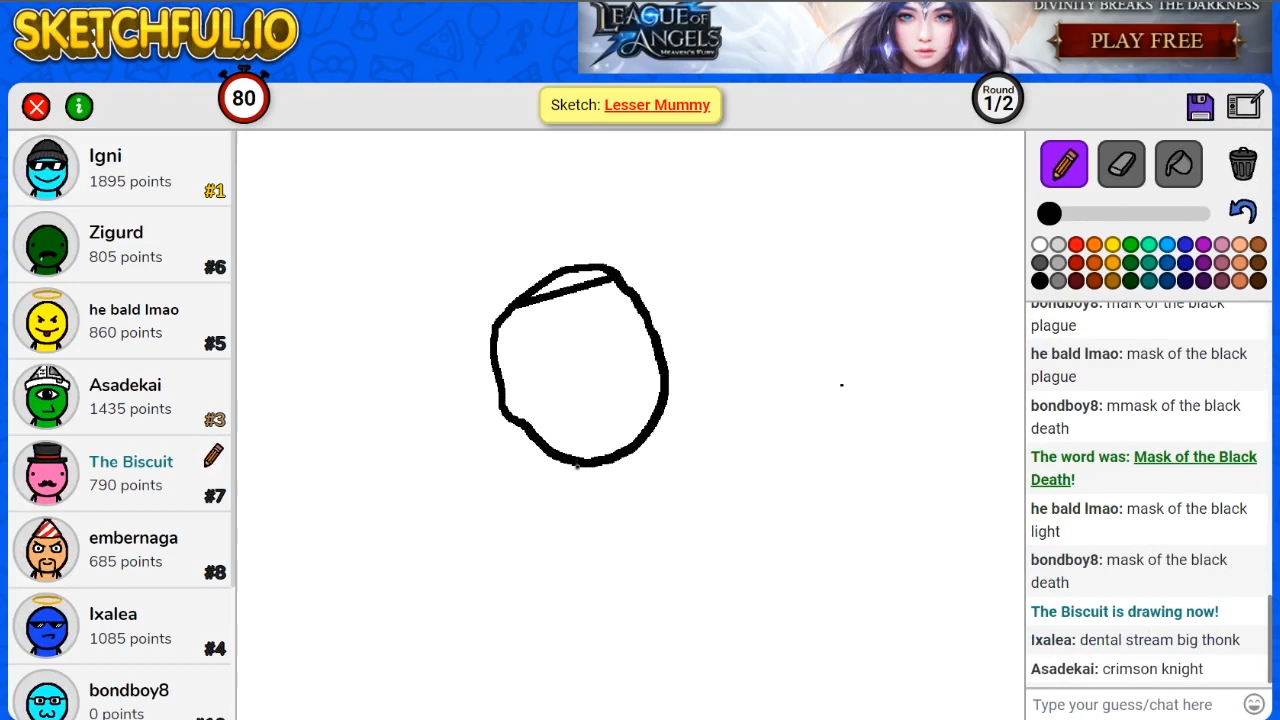 SKETCHFUL.IO
LEAGUE OF
ANGELS
HEAVEN'S FURY
DIVINITY BREAKS THE DARKNESS
PLAY FREE
80
Sketch: Lesser Mummy
Round
1/2
Igni
1895 points
#1
Zigurd
805 points
#6
he bald lmao
860 points
#5
Asadekai
1435 points
#3
The Biscuit
790 points
#7
embernaga
685 points
#8
Ixalea
1085 points
#4
bondboy8
0 points
bondboy8: mark of the black
plague
he bald lmao: mask of the black
plague
bondboy8: mmask of the black
death
The word was: Mask of the Black
Death!
he bald lmao: mask of the black
light
bondboy8: mask of the black
death
The Biscuit is drawing now!
Ixalea: dental stream big thonk
Asadekai: crimson knight
Type your guess/chat here